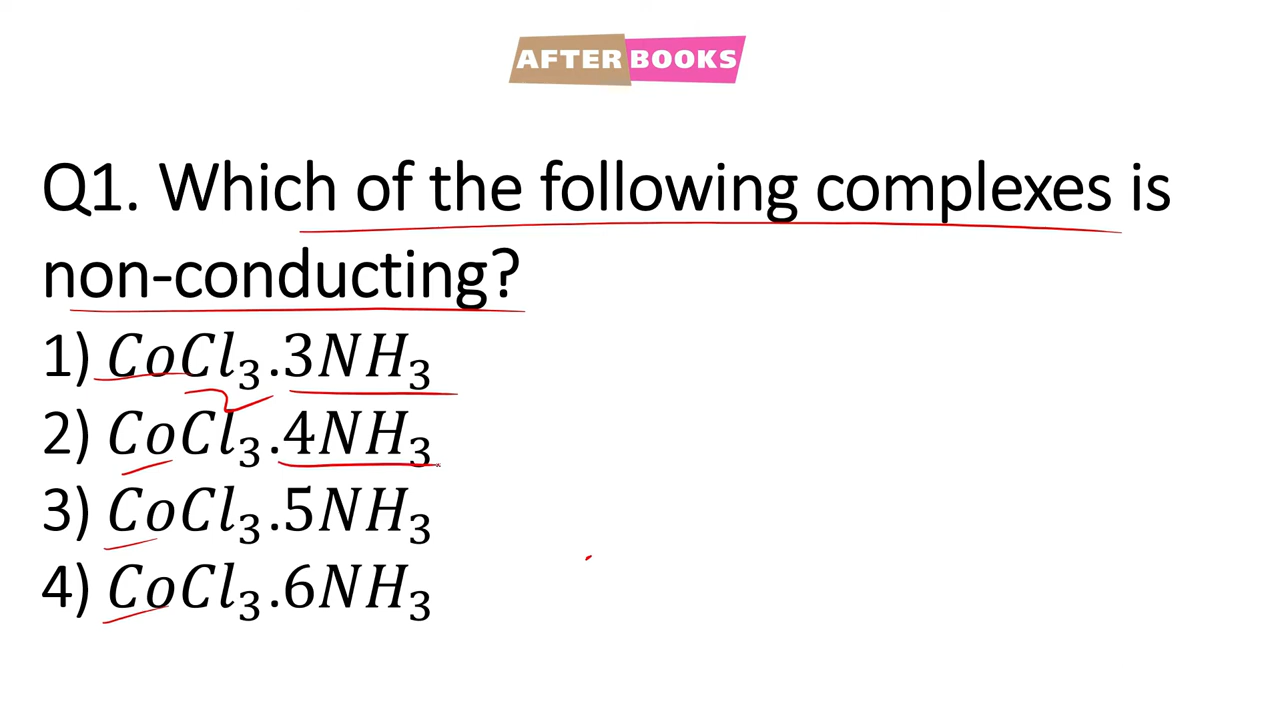 AFTER BOOKS
Q1. Which of the following complexes is
non-conducting?
1) CoCl₃.3NH₃
2) CoCl₃.4NH₃
3) CoCl₃.5NH₃
4) CoCl₃.6NH₃